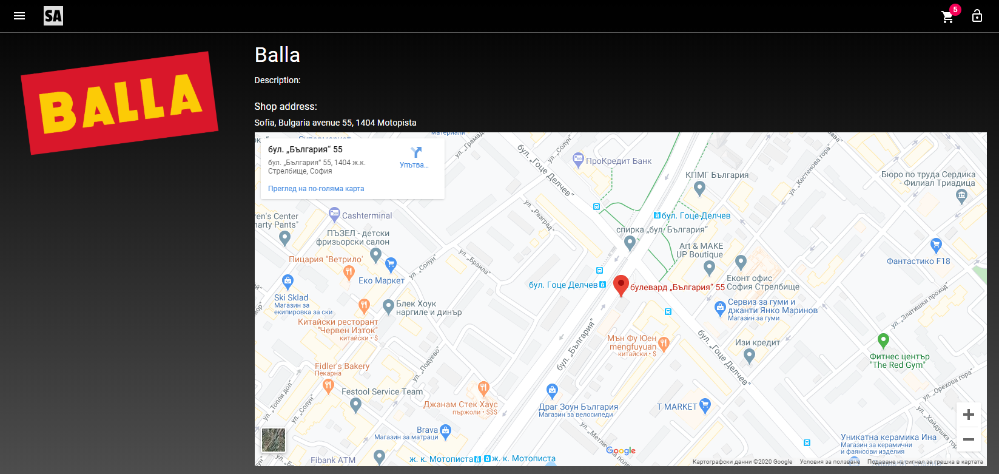 SA
5
BALLA
Balla
Description:
Shop address:
Sofia, Bulgaria avenue 55, 1404 Motopista
бул. „България“ 55
бул. „България“ 55, 1404 ж.к.
Стрелбище, София
Упътва...
Преглед на по-голяма карта
материали
Супермаркет
ул. „Грамад
бул. „Гоце Делчев“
ул. „Солун“
ПроКредит Банк
КПМГ България
ул. „Кестенова гора“
Бюро по труда Сердика
- Филиал Триадица
ren's Center
marty Pants"
Cashterminal
ПЪЗЕЛ - детски
фризьорски салон
ул. „Разград“
бул. Гоце Делчев
спирка „бул. България“
Art & MAKE
UP Boutique
Фантастико F18
Пицария "Ветрило"
Еко Маркет
ул. „Солун“
ул. „Браила“
бул. Гоце Делчев
булевард „България“ 55
Еконт офис
София Стрелбище
Ski Sklad
Магазин за
екипировка за ски
Блек Хоук
наргиле и динър
Сервиз за гуми и
джанти Янко Маринов
Магазин за гуми
ул. „Златишки проход“
Китайски ресторант
"Червен Изток"
китайски • $
Мън Фу Юен
mengfuyuan
китайски • $
бул. „България“
бул. „Гоце Делчев“
Изи кредит
Фитнес център
"The Red Gym"
ул. „Подуево“
Fidler's Bakery
Пекарна
Festool Service Team
ул. „Топли дол“
ул. „Солун“
Джанам Стек Хаус
пържоли • $$$
Драг Зоун България
Магазин за велосипеди
T MARKET
ул. „Орехова гора“
ул. „Хайдушка гор
Brava
Магазин за матраци
ул. „Метличина пол
Уникатна керамика Ина
Магазин за керамични
и фаянсови изделия
Fibank ATM
ж. к. Мотописта
ж. к. Мотописта
Google
Картографски данни ©2020 Google
Условия за ползване
Подаване на сигнал за грешка в картата